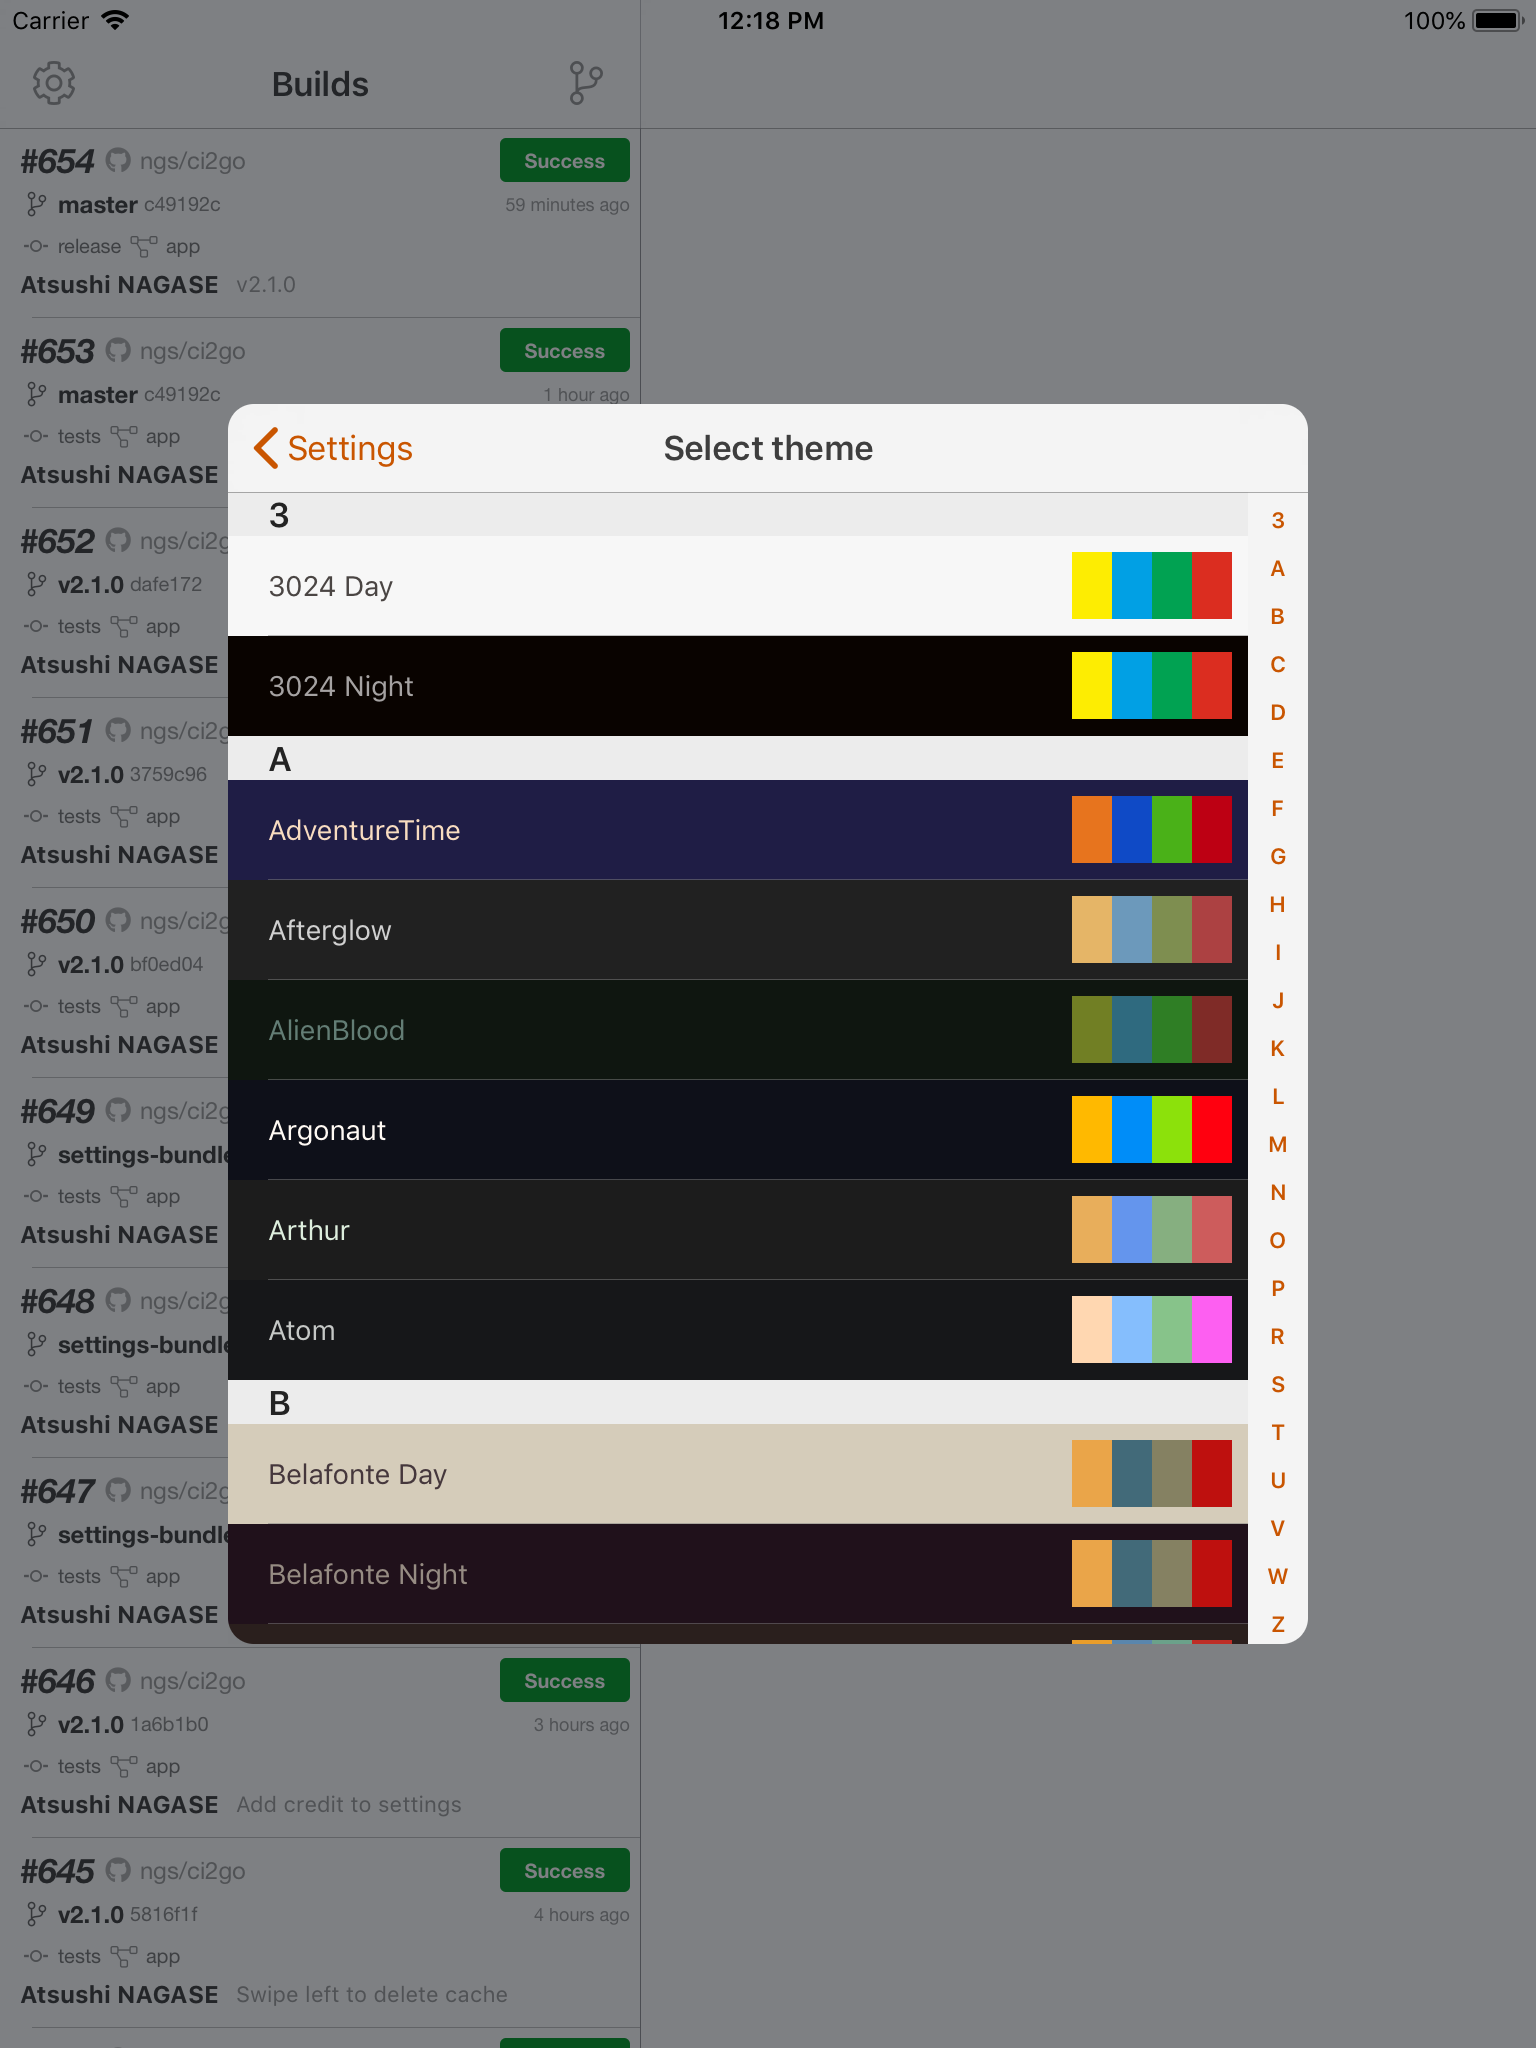 Carrier 12:18 PM 100%
Builds
#654 ngs/ci2go Success
master c49192c 59 minutes ago
release app
Atsushi NAGASE v2.1.0
#653 ngs/ci2go Success
master c49192c 1 hour ago
tests app
Atsushi NAGASE
#652 ngs/ci2g
v2.1.0 dafe172
tests app
Atsushi NAGASE
#651 ngs/ci2g
v2.1.0 3759c96
tests app
Atsushi NAGASE
#650 ngs/ci2g
v2.1.0 bf0ed04
tests app
Atsushi NAGASE
#649 ngs/ci2g
settings-bundle
tests app
Atsushi NAGASE
#648 ngs/ci2g
settings-bundle
tests app
Atsushi NAGASE
#647 ngs/ci2g
settings-bundle
tests app
Atsushi NAGASE
#646 ngs/ci2go Success
v2.1.0 1a6b1b0 3 hours ago
tests app
Atsushi NAGASE Add credit to settings
#645 ngs/ci2go Success
v2.1.0 5816f1f 4 hours ago
tests app
Atsushi NAGASE Swipe left to delete cache
Settings Select theme
3
3024 Day
3024 Night
A
AdventureTime
Afterglow
AlienBlood
Argonaut
Arthur
Atom
B
Belafonte Day
Belafonte Night
3
A
B
C
D
E
F
G
H
I
J
K
L
M
N
O
P
R
S
T
U
V
W
Z